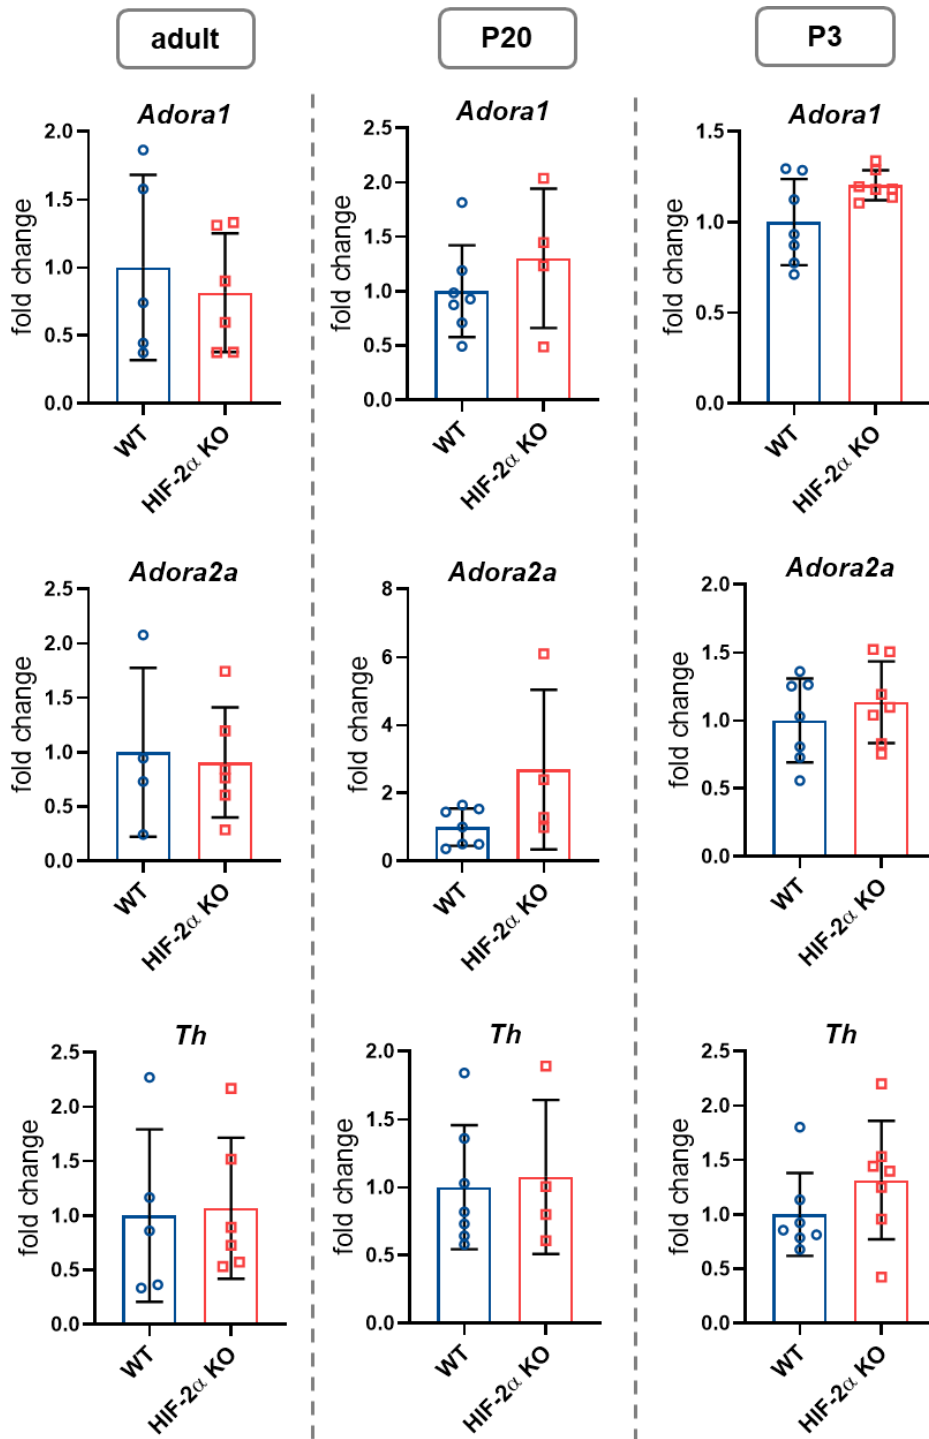 adult P20 P3
Adora1
2.0
1.5
1.0
0.5
0.0
fold change
WT
HIF-2α KO
Adora1
2.5
2.0
1.5
1.0
0.5
0.0
fold change
WT
HIF-2α KO
Adora1
1.5
1.0
0.5
0.0
fold change
WT
HIF-2α KO
Adora2a
2.5
2.0
1.5
1.0
0.5
0.0
fold change
WT
HIF-2α KO
Adora2a
8
6
4
2
0
fold change
WT
HIF-2α KO
Adora2a
2.0
1.5
1.0
0.5
0.0
fold change
WT
HIF-2α KO
Th
2.5
2.0
1.5
1.0
0.5
0.0
fold change
WT
HIF-2α KO
Th
2.0
1.5
1.0
0.5
0.0
fold change
WT
HIF-2α KO
Th
2.5
2.0
1.5
1.0
0.5
0.0
fold change
WT
HIF-2α KO